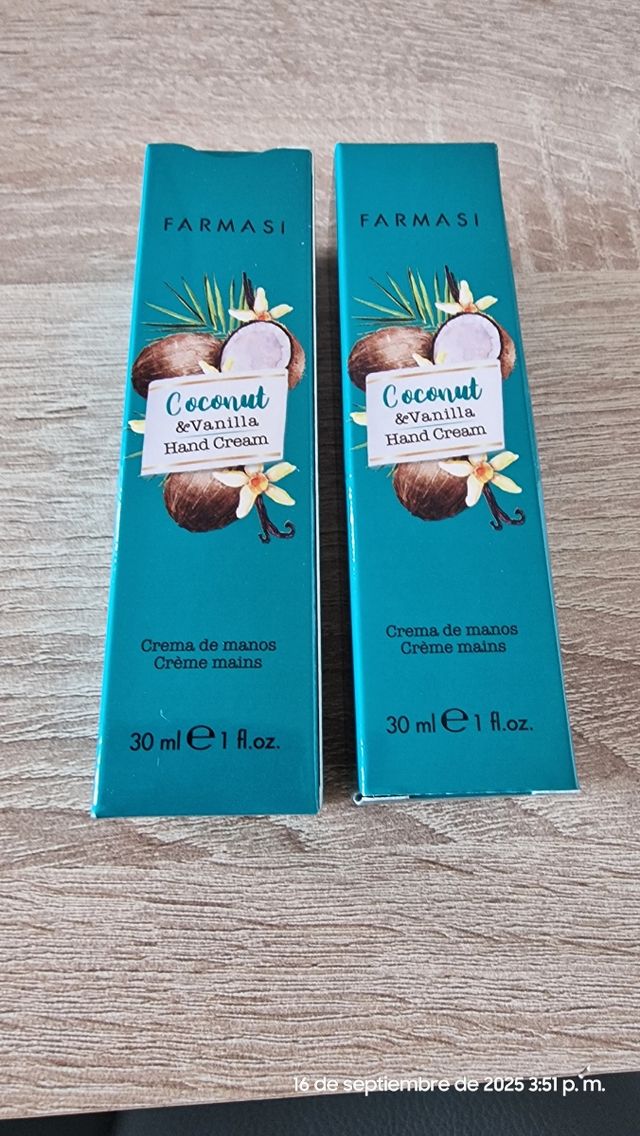 FARMASI
Coconut
&Vanilla
Hand Cream
Crema de manos
Crème mains
30 ml ℮ 1 fl.oz.
FARMASI
Coconut
&Vanilla
Hand Cream
Crema de manos
Crème mains
30 ml ℮ 1 fl.oz.
16 de septiembre de 2025 3:51 p. m.